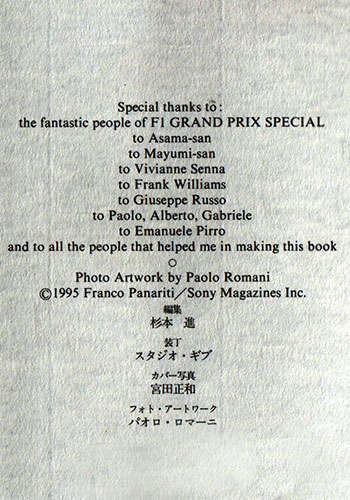 Special thanks to:
the fantastic people of F1 GRAND PRIX SPECIAL
to Asama-san
to Mayumi-san
to Vivianne Senna
to Frank Williams
to Giuseppe Russo
to Paolo, Alberto, Gabriele
to Emanuele Pirro
and to all the people that helped me in making this book
○
Photo Artwork by Paolo Romani
©1995 Franco Panariti／Sony Magazines Inc.
編集
杉本 進
装丁
スタジオ・ギブ
カバー写真
宮田正和
フォト・アートワーク
パオロ・ロマーニ